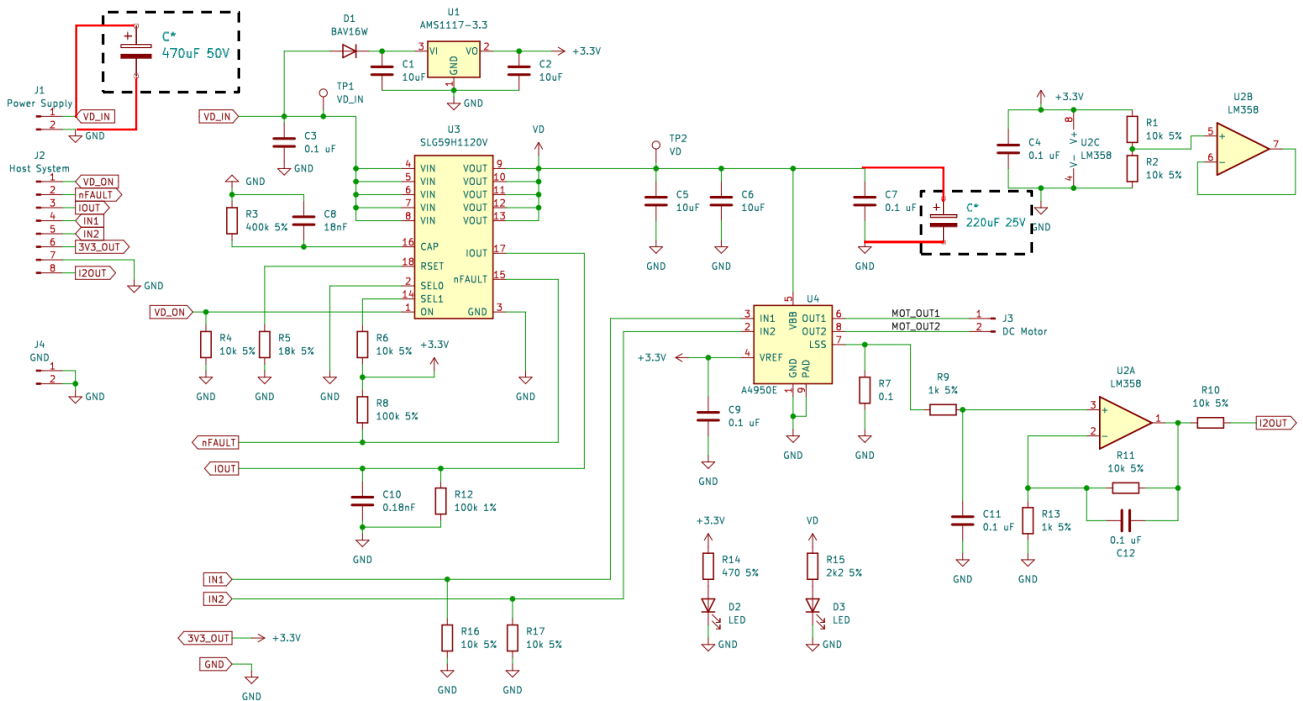 C*
470uF 50V
J1
Power Supply
1
2
VD_IN
GND
J2
Host System
1
2
3
4
5
6
7
8
VD_ON
nFAULT
IOUT
IN1
IN2
3V3_OUT
I2OUT
GND
J4
GND
1
2
GND
D1
BAV16W
U1
AMS1117-3.3
3
VI
VO
2
GND
1
+3.3V
C1
10uF
C2
10uF
GND
TP1
VD_IN
VD_IN
C3
0.1 uF
GND
U3
SLG59H1120V
VD
4
VIN
VOUT
9
5
VIN
VOUT
10
6
VIN
VOUT
11
7
VIN
VOUT
12
8
VIN
VOUT
13
16
CAP
IOUT
17
18
RSET
nFAULT
15
2
SEL0
14
SEL1
1
ON
GND
3
GND
R3
400k 5%
C8
18nF
VD_ON
R4
10k 5%
R5
18k 5%
R6
10k 5%
+3.3V
GND
GND
GND
GND
R8
100k 5%
nFAULT
IOUT
C10
0.18nF
R12
100k 1%
GND
TP2
VD
C5
10uF
C6
10uF
C7
0.1 uF
C*
220uF 25V
GND
GND
GND
C4
0.1 uF
+3.3V
8
V+
V-
4
U2C
LM358
R1
10k 5%
R2
10k 5%
GND
U2B
LM358
5
+
6
-
7
U4
5
3
IN1
VBB
OUT1
6
2
IN2
OUT2
8
LSS
7
4
VREF
GND
PAD
1
9
A4950E
MOT_OUT1
MOT_OUT2
1
2
J3
DC Motor
+3.3V
C9
0.1 uF
GND
GND
R7
0.1
GND
R9
1k 5%
U2A
LM358
3
+
2
-
1
R10
10k 5%
I2OUT
R11
10k 5%
C11
0.1 uF
R13
1k 5%
0.1 uF
C12
GND
GND
+3.3V
VD
R14
470 5%
R15
2k2 5%
D2
LED
D3
LED
GND
GND
IN1
IN2
R16
10k 5%
R17
10k 5%
GND
GND
3V3_OUT
+3.3V
GND
GND